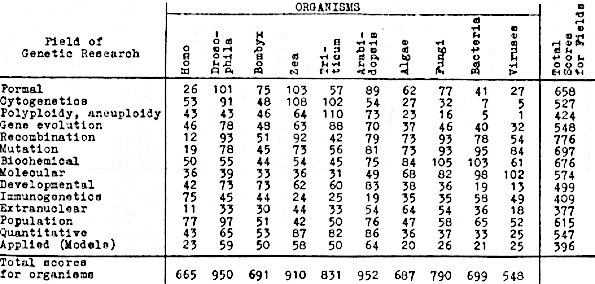 ORGANISMS
Field of
Genetic Research
Homo
Droso-
phila
Bombyx
Zea
Tri-
ticum
Arabi-
dopsis
Algae
Fungi
Bacteria
Viruses
Total
Scores
for Fields
Formal 26 101 75 103 57 89 62 77 41 27 658
Cytogenetics 53 91 48 108 102 54 27 32 7 5 527
Polyploidy, aneuploidy 43 43 46 64 110 73 23 16 5 1 424
Gene evolution 46 78 48 63 88 70 37 46 40 32 548
Recombination 12 93 51 92 42 79 73 93 78 54 776
Mutation 19 78 45 73 56 81 73 93 95 84 697
Biochemical 50 55 44 54 45 75 84 105 103 61 676
Molecular 36 39 33 36 31 49 68 82 98 102 574
Developmental 42 73 73 62 60 83 38 36 19 13 499
Immunogenetics 75 45 44 24 25 19 35 35 58 49 409
Extranuclear 11 33 30 44 33 54 64 54 36 18 377
Population 77 97 51 42 50 76 47 58 65 52 615
Quantitative 43 65 53 87 82 86 36 37 33 25 547
Applied (Models) 23 59 50 58 50 64 20 26 21 25 396
Total scores
for organisms 665 950 691 910 831 952 687 790 699 548